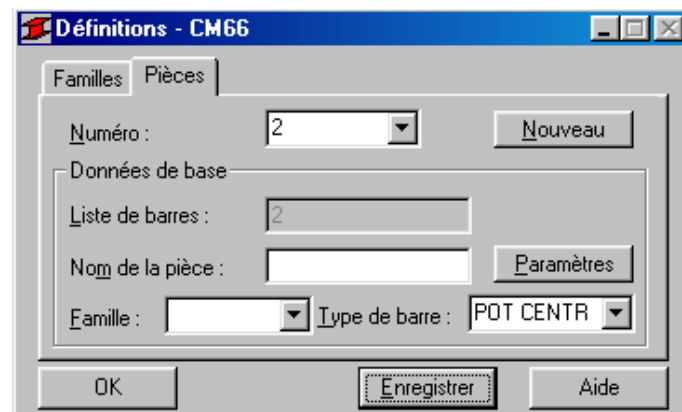 Définitions - CM66
Familles Pièces
Numéro : 2 Nouveau
Données de base
Liste de barres : 2
Nom de la pièce : Paramètres
Famille : Type de barre : POT CENTR
OK Enregistrer Aide